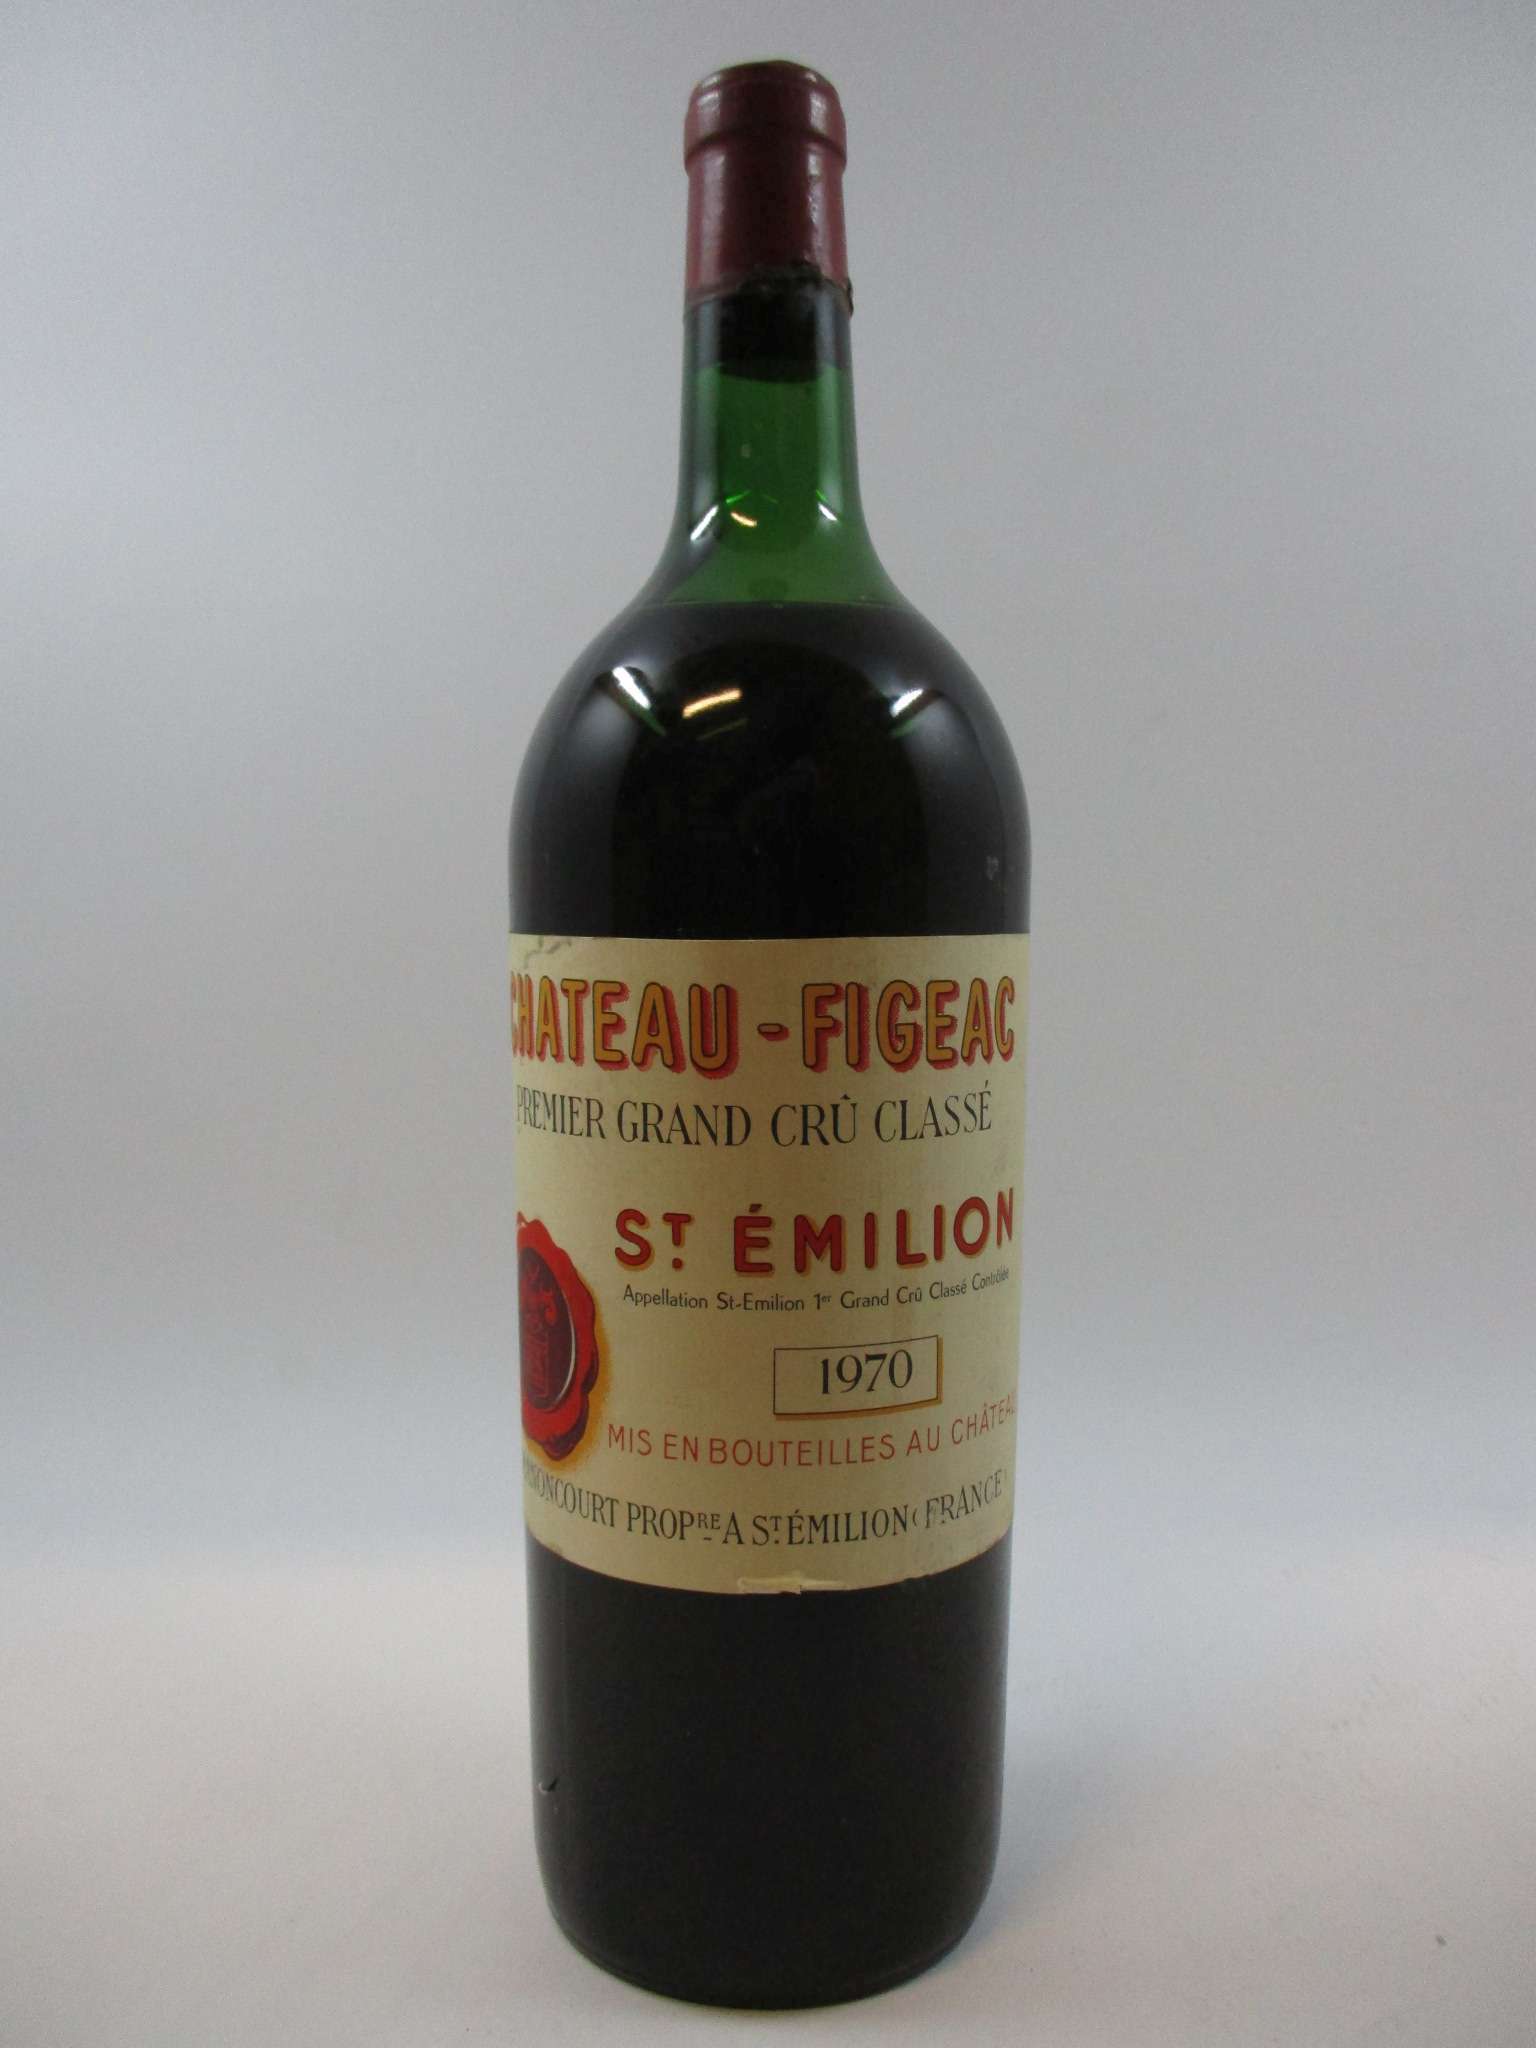 CHATEAU - FIGEAC
PREMIER GRAND CRÛ CLASSÉ
ST. ÉMILION
Appellation St-Emilion 1er Grand Crû Classé Contrôlée
1970
MIS EN BOUTEILLES AU CHÂTEAU
PROPRE A ST. ÉMILION (FRANCE)